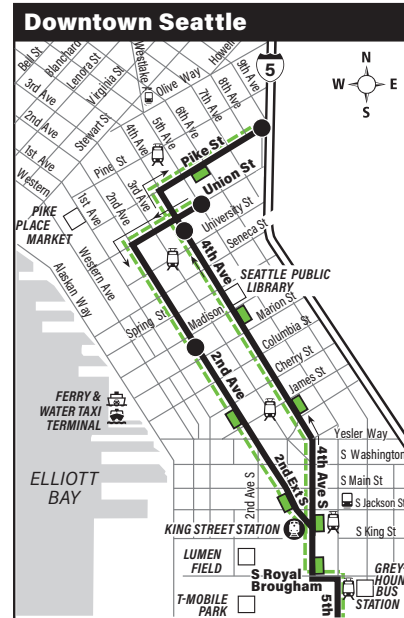 Downtown Seattle
Bell St
Blanchard
Lenora St
Virginia St
Westlake
Olive Way
Howell
9th Ave
8th Ave
7th Ave
6th Ave
5th Ave
4th Ave
Stewart St
3rd Ave
2nd Ave
1st Ave
Western
Pine St
5
N
W
E
S
Pike St
Union St
3rd Ave
2nd Ave
1st Ave
University St
Seneca St
PIKE
PLACE
MARKET
Western Ave
Alaskan Way
4th Ave
SEATTLE PUBLIC
LIBRARY
Spring St
Madison
Marion St
Columbia St
Cherry St
James St
2nd Ave
FERRY &
WATER TAXI
TERMINAL
Yesler Way
ELLIOTT
BAY
2nd Ave S
2nd Ext S
4th Ave S
S Washington
S Main St
S Jackson St
S King St
KING STREET STATION
LUMEN
FIELD
S Royal
Brougham
T-MOBILE
PARK
5th
GREY-
HOUND
BUS
STATION